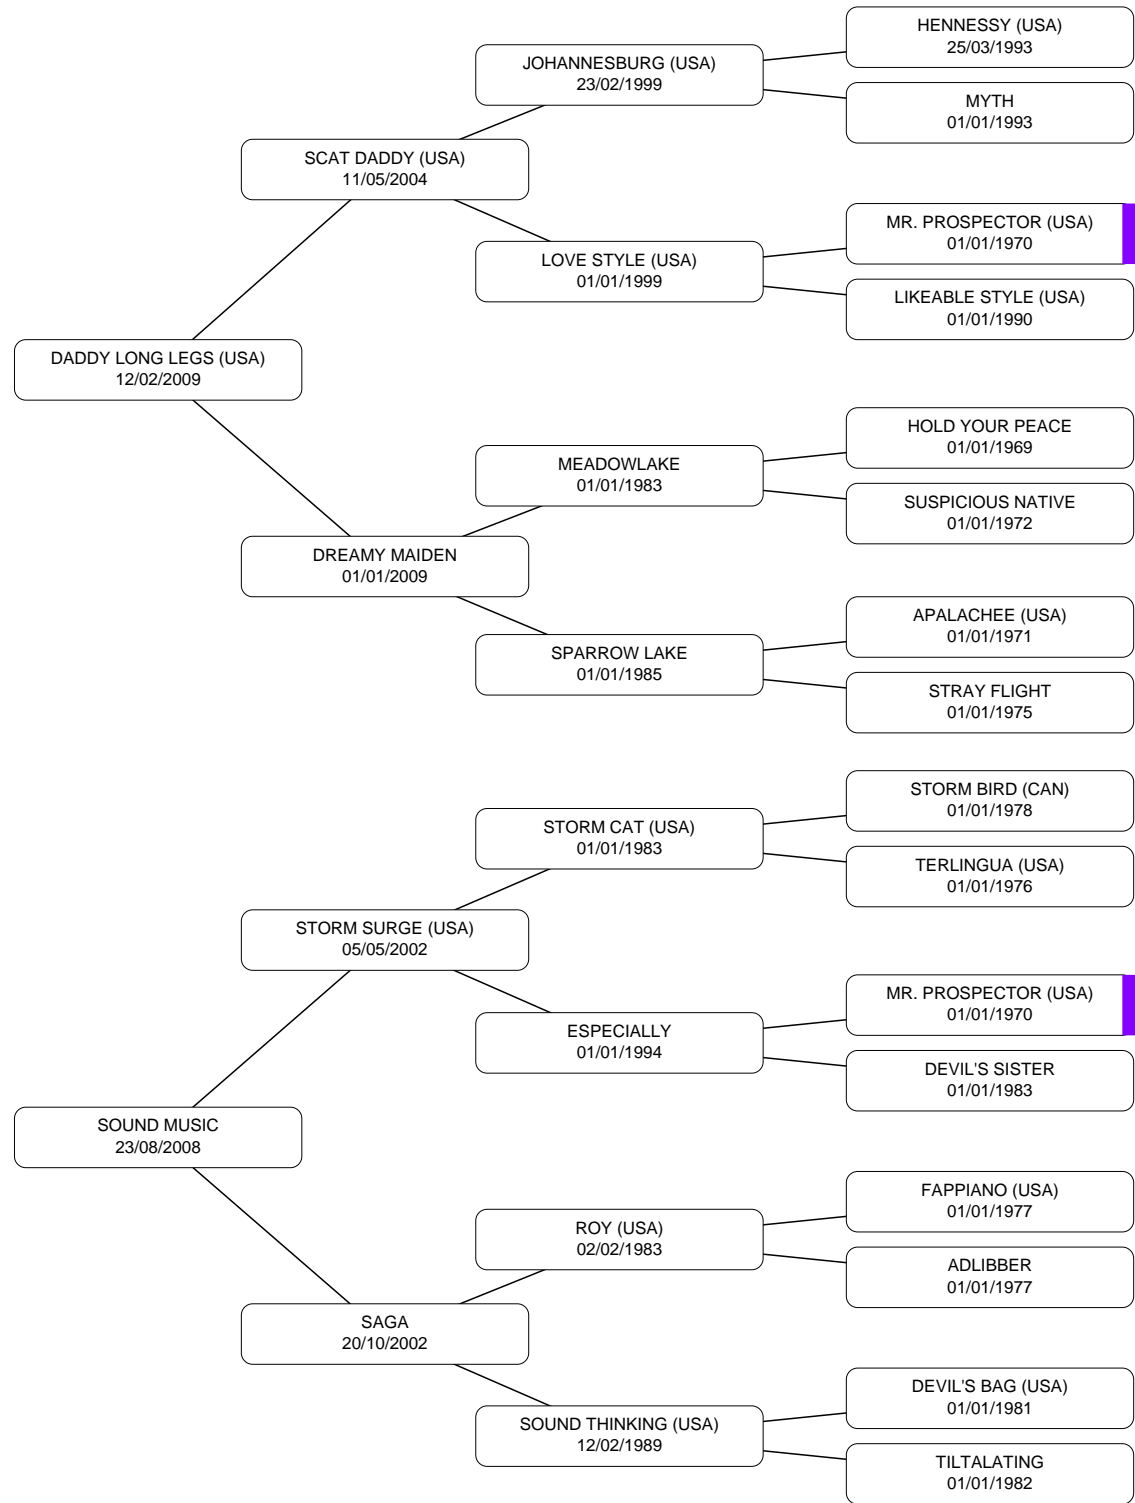 HENNESSY (USA)
25/03/1993
JOHANNESBURG (USA)
23/02/1999
MYTH
01/01/1993
SCAT DADDY (USA)
11/05/2004
MR. PROSPECTOR (USA)
01/01/1970
LOVE STYLE (USA)
01/01/1999
LIKEABLE STYLE (USA)
01/01/1990
DADDY LONG LEGS (USA)
12/02/2009
HOLD YOUR PEACE
01/01/1969
MEADOWLAKE
01/01/1983
SUSPICIOUS NATIVE
01/01/1972
DREAMY MAIDEN
01/01/2009
APALACHEE (USA)
01/01/1971
SPARROW LAKE
01/01/1985
STRAY FLIGHT
01/01/1975
STORM BIRD (CAN)
01/01/1978
STORM CAT (USA)
01/01/1983
TERLINGUA (USA)
01/01/1976
STORM SURGE (USA)
05/05/2002
MR. PROSPECTOR (USA)
01/01/1970
ESPECIALLY
01/01/1994
DEVIL'S SISTER
01/01/1983
SOUND MUSIC
23/08/2008
FAPPIANO (USA)
01/01/1977
ROY (USA)
02/02/1983
ADLIBBER
01/01/1977
SAGA
20/10/2002
DEVIL'S BAG (USA)
01/01/1981
SOUND THINKING (USA)
12/02/1989
TILTALATING
01/01/1982